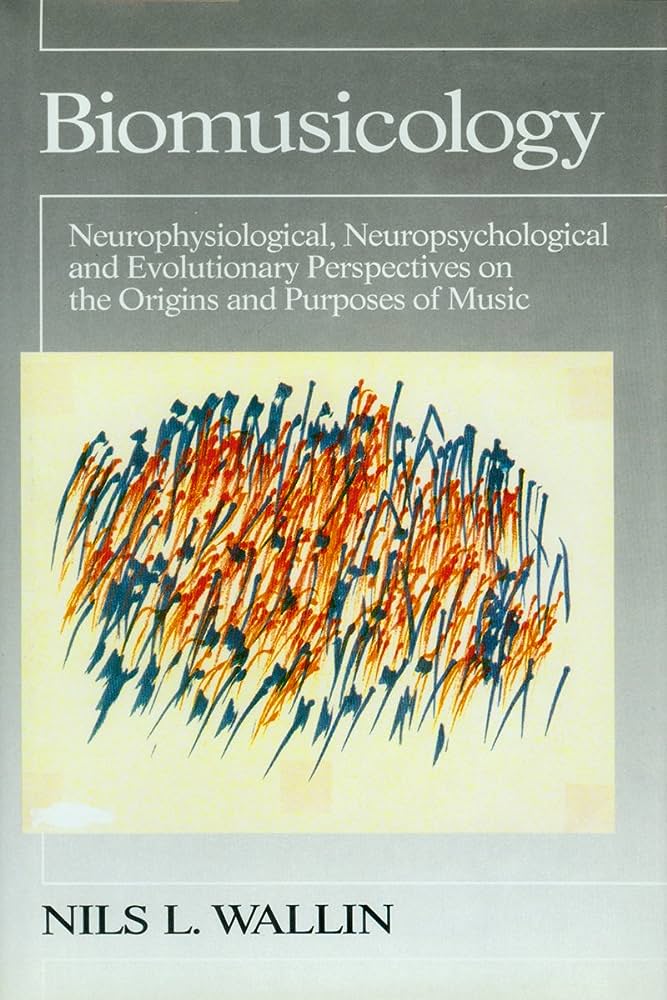 Biomusicology
Neurophysiological, Neuropsychological
and Evolutionary Perspectives on
the Origins and Purposes of Music
NILS L. WALLIN